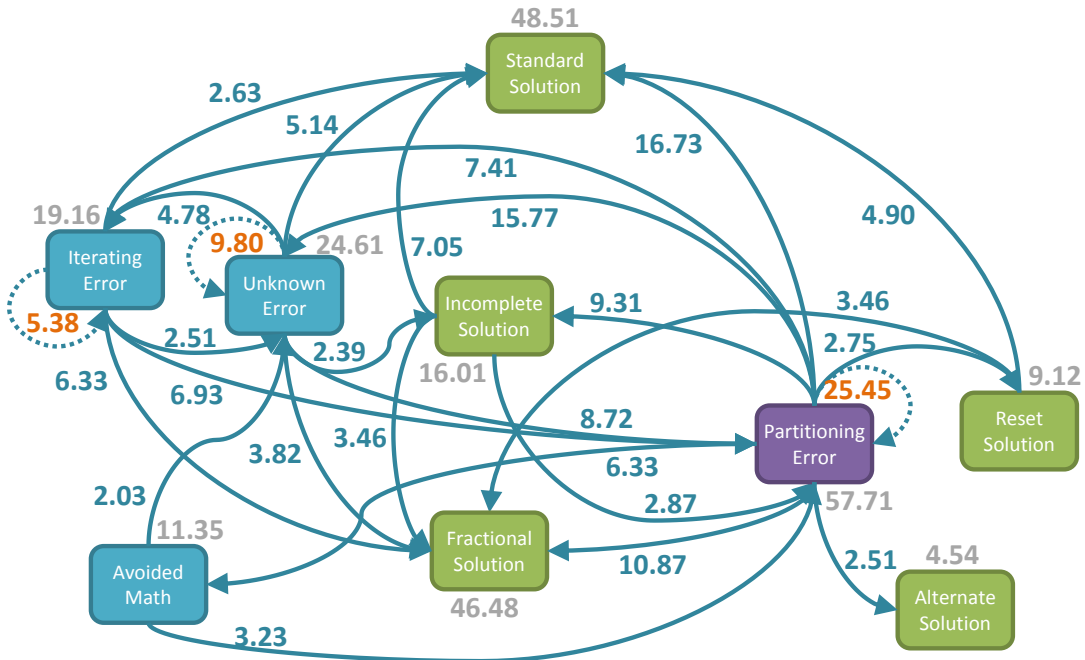 48.51
Standard
Solution
2.63
5.14
16.73
7.41
19.16
4.78
15.77
4.90
9.80
24.61
7.05
Iterating
Error
Unknown
Error
Incomplete
Solution
9.31
3.46
5.38
2.51
2.39
2.75
16.01
9.12
6.33
6.93
25.45
8.72
Partitioning
Error
Reset
Solution
3.82
3.46
6.33
2.03
2.87
57.71
11.35
Fractional
Solution
10.87
2.51
4.54
Avoided
Math
46.48
Alternate
Solution
3.23